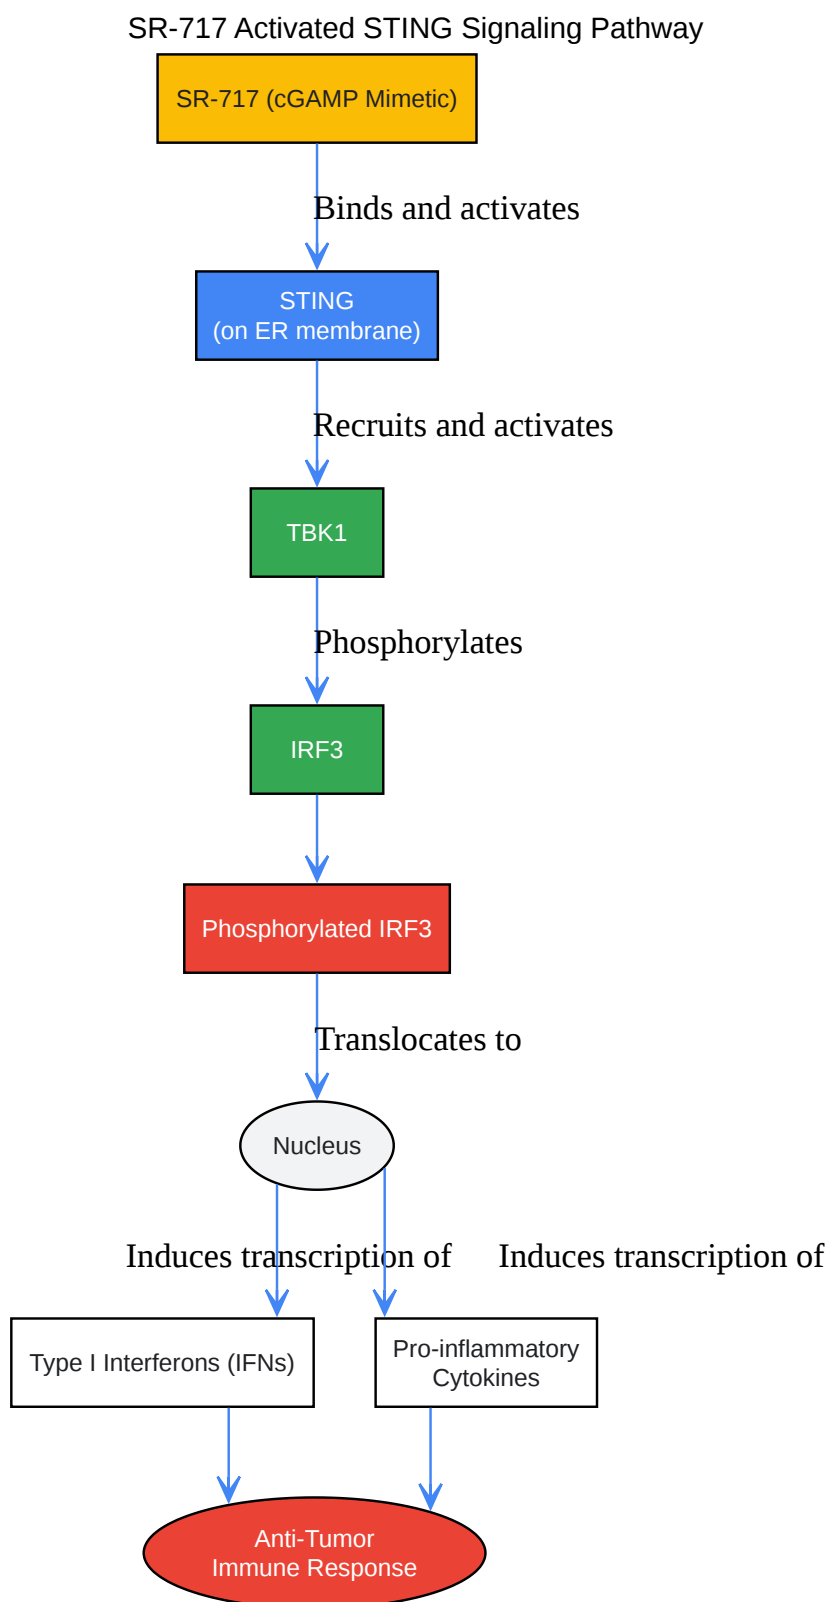 SR-717 Activated STING Signaling Pathway
SR-717 (cGAMP Mimetic)
Binds and activates
STING
(on ER membrane)
Recruits and activates
TBK1
Phosphorylates
IRF3
Phosphorylated IRF3
Translocates to
Nucleus
Induces transcription of
Induces transcription of
Type I Interferons (IFNs)
Pro-inflammatory
Cytokines
Anti-Tumor
Immune Response